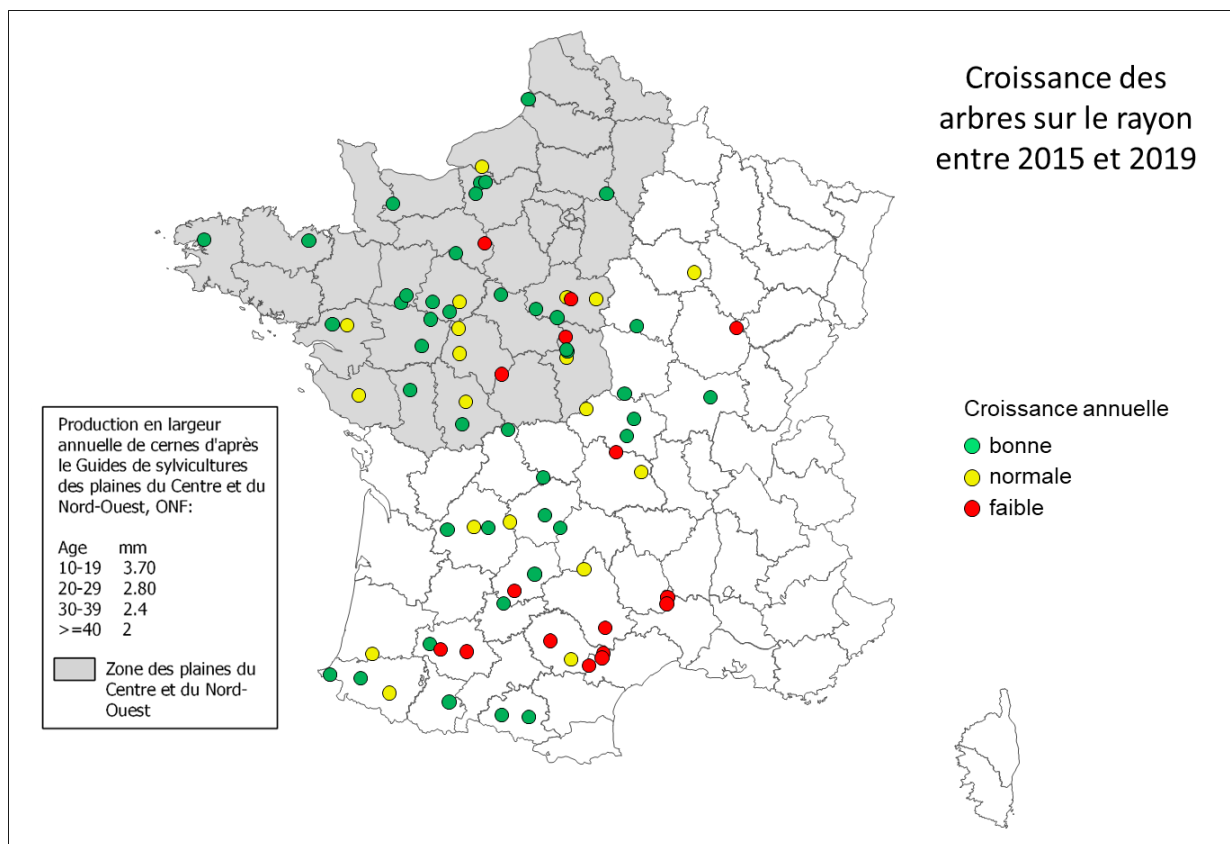 Croissance des
arbres sur le rayon
entre 2015 et 2019
Croissance annuelle
bonne
normale
faible
Production en largeur
annuelle de cernes d'après
le Guides de sylvicultures
des plaines du Centre et du
Nord-Ouest, ONF:
Age mm
10-19 3.70
20-29 2.80
30-39 2.4
>=40 2
Zone des plaines du
Centre et du Nord-
Ouest